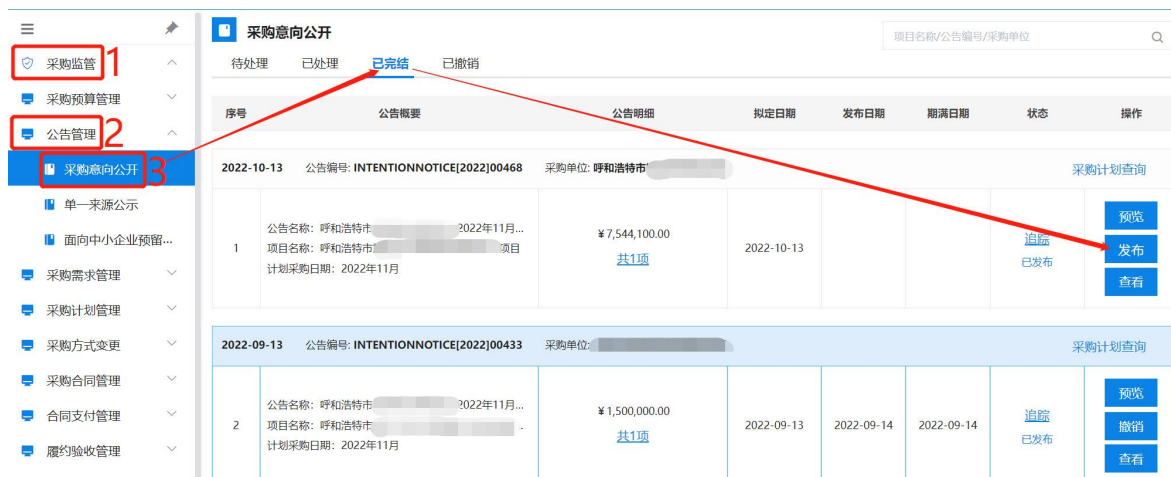 采购意向公开
项目名称/公告编号/采购单位
采购监管 1
待处理 已处理 已完结 已撤销
采购预算管理
序号 公告概要 公告明细 拟定日期 发布日期 期满日期 状态 操作
公告管理 2
采购意向公开 3
2022-10-13 公告编号: INTENTIONNOTICE[2022]00468 采购单位: 呼和浩特市 采购计划查询
单一来源公示
面向中小企业预留...
1
公告名称：呼和浩特市 2022年11月...
项目名称：呼和浩特市 项目
计划采购日期：2022年11月
¥7,544,100.00
共1项
2022-10-13
追踪
已发布
预览
发布
查看
采购需求管理
采购计划管理
采购方式变更
2022-09-13 公告编号: INTENTIONNOTICE[2022]00433 采购单位: 采购计划查询
采购合同管理
合同支付管理
履约验收管理
2
公告名称：呼和浩特市 2022年11月...
项目名称：呼和浩特市
计划采购日期：2022年11月
¥1,500,000.00
共1项
2022-09-13 2022-09-14 2022-09-14
追踪
已发布
预览
撤销
查看